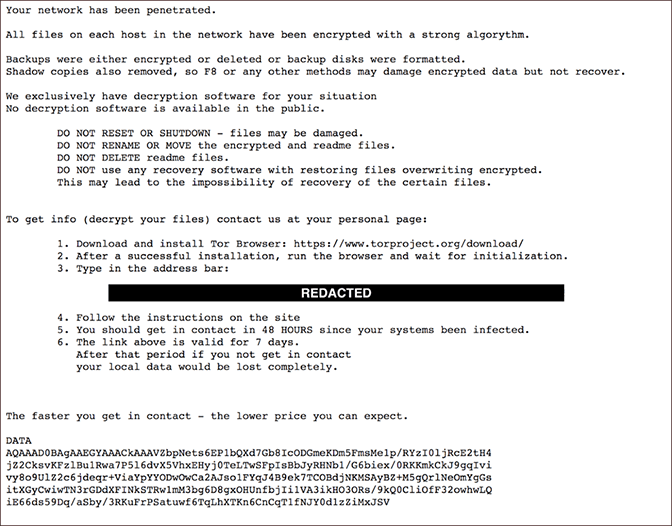 Your network has been penetrated.
All files on each host in the network have been encrypted with a strong algorythm.
Backups were either encrypted or deleted or backup disks were formatted.
Shadow copies also removed, so F8 or any other methods may damage encrypted data but not recover.
We exclusively have decryption software for your situation
No decryption software is available in the public.
DO NOT RESET OR SHUTDOWN – files may be damaged.
DO NOT RENAME OR MOVE the encrypted and readme files.
DO NOT DELETE readme files.
DO NOT use any recovery software with restoring files overwriting encrypted.
This may lead to the impossibility of recovery of the certain files.
To get info (decrypt your files) contact us at your personal page:
1. Download and install Tor Browser: https://www.torproject.org/download/
2. After a successful installation, run the browser and wait for initialization.
3. Type in the address bar:
REDACTED
4. Follow the instructions on the site
5. You should get in contact in 48 HOURS since your systems been infected.
6. The link above is valid for 7 days.
After that period if you not get in contact
your local data would be lost completely.
The faster you get in contact – the lower price you can expect.
DATA
AQAAAD0BAgAAEGYAAACkAAAVZbpNets6EP1bQXd7Gb8IcODGmeKDm5FmsMe1p/RYzI0ljRcE2tH4
jZ2CksvKFzlBu1Rwa7P5l6dvX5VhxEHyj0TeLTwSFpIsBbJyRHNb1/G6biex/0RKKmkCkJ9gqIvi
vy8o9UlZ2c6jdeqr+ViaYpYYODwOwCa2AJso1FYqJ4B9ek7TCOBdjNKMSAyBZ+M5gQrlNeOmYgGs
itXGyCwiwTN3rGDdXFINkSTRw1mM3bg6D8gxOHUnfbjIi1VA3ikHO3ORs/9kQ0CliOfF32owhwLQ
iE66ds59Dq/aSby/3RKuFrPSatuwf6TqLhXTKn6CnCqT1fNJY0dlzZiMxJSV